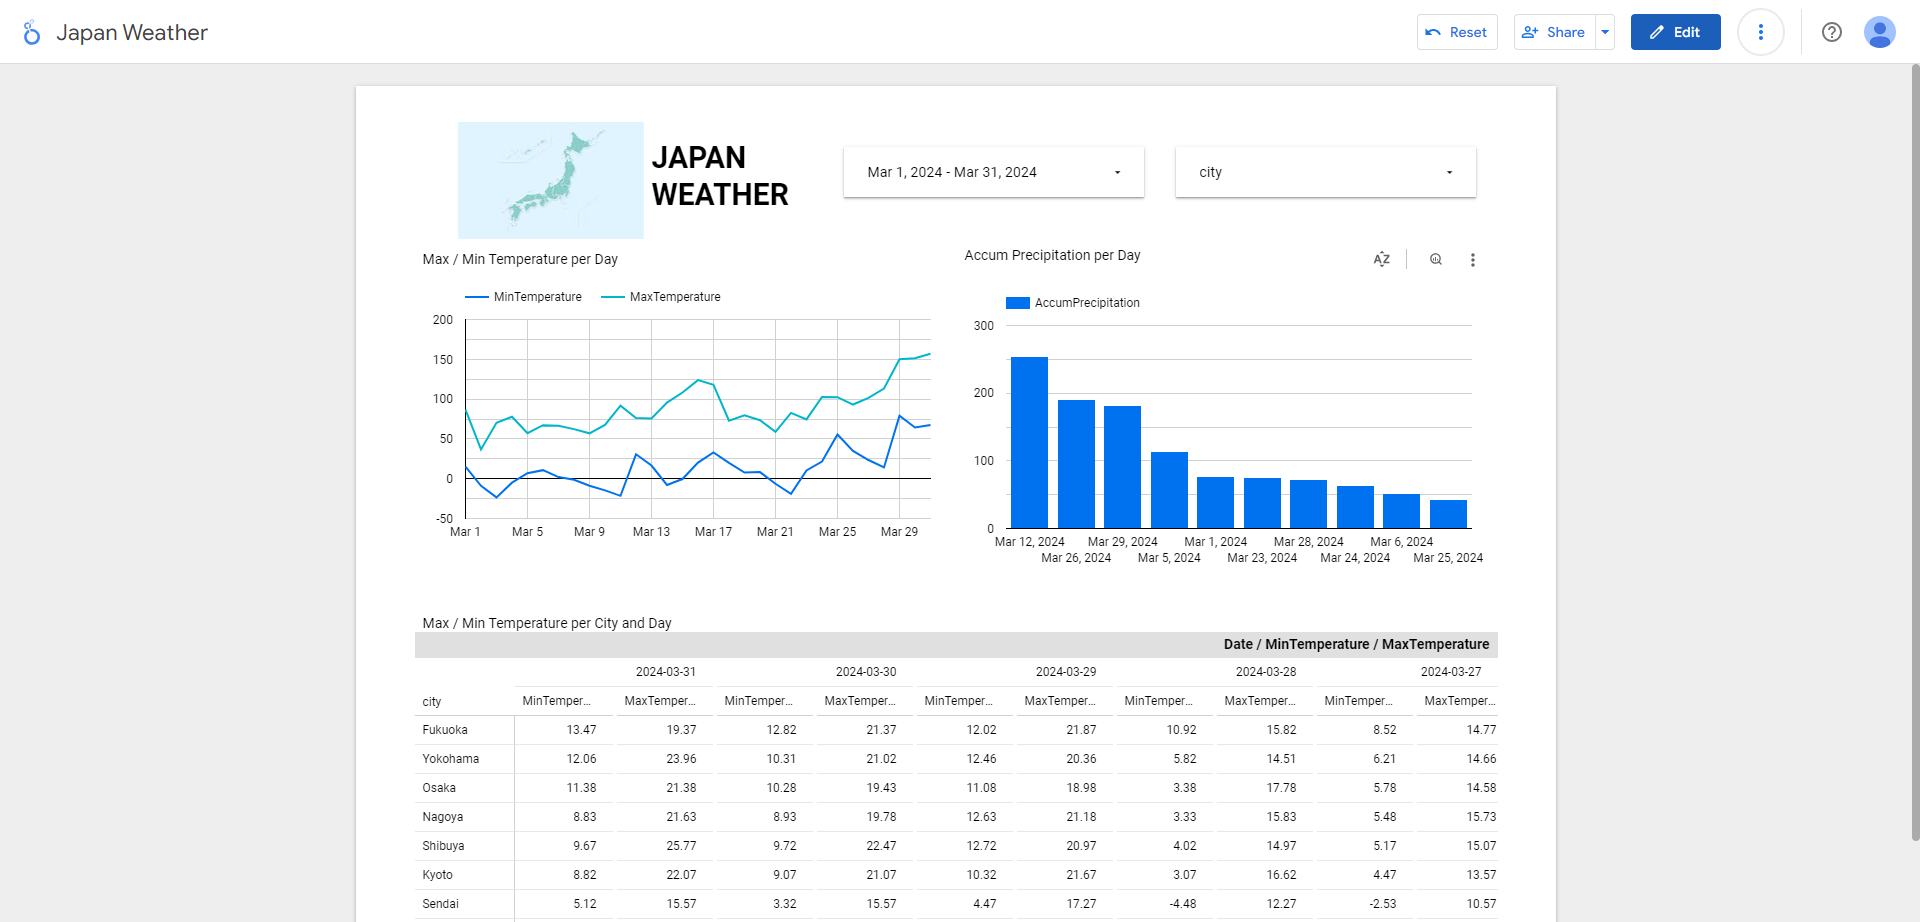 Japan Weather
Reset
Share
Edit
JAPAN
WEATHER
Mar 1, 2024 - Mar 31, 2024
city
Max / Min Temperature per Day
MinTemperature MaxTemperature
200
150
100
50
0
-50
Mar 1 Mar 5 Mar 9 Mar 13 Mar 17 Mar 21 Mar 25 Mar 29
Accum Precipitation per Day
AZ
AccumPrecipitation
300
200
100
0
Mar 12, 2024 Mar 29, 2024 Mar 1, 2024 Mar 28, 2024 Mar 6, 2024
Mar 26, 2024 Mar 5, 2024 Mar 23, 2024 Mar 24, 2024 Mar 25, 2024
Max / Min Temperature per City and Day
Date / MinTemperature / MaxTemperature
2024-03-31 2024-03-30 2024-03-29 2024-03-28 2024-03-27
city MinTemper... MaxTemper... MinTemper... MaxTemper... MinTemper... MaxTemper... MinTemper... MaxTemper... MinTemper... MaxTemper...
Fukuoka 13.47 19.37 12.82 21.37 12.02 21.87 10.92 15.82 8.52 14.77
Yokohama 12.06 23.96 10.31 21.02 12.46 20.36 5.82 14.51 6.21 14.66
Osaka 11.38 21.38 10.28 19.43 11.08 18.98 3.38 17.78 5.78 14.58
Nagoya 8.83 21.63 8.93 19.78 12.63 21.18 3.33 15.83 5.48 15.73
Shibuya 9.67 25.77 9.72 22.47 12.72 20.97 4.02 14.97 5.17 15.07
Kyoto 8.82 22.07 9.07 21.07 10.32 21.67 3.07 16.62 4.47 13.57
Sendai 5.12 15.57 3.32 15.57 4.47 17.27 -4.48 12.27 -2.53 10.57